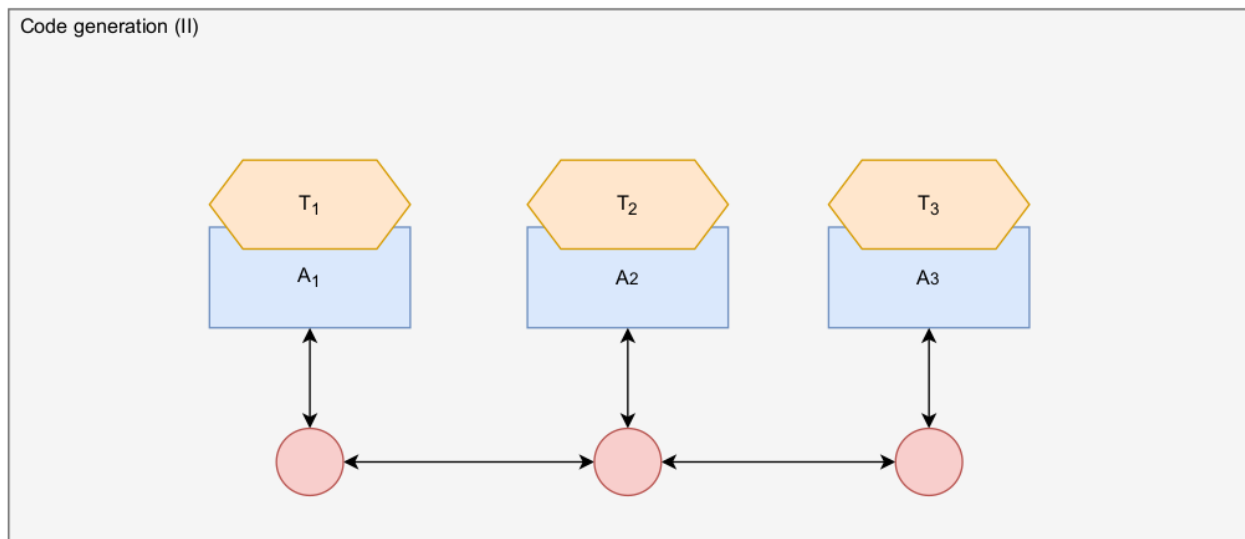 Code generation (II)
T₁
T₂
T₃
A₁
A2
A3